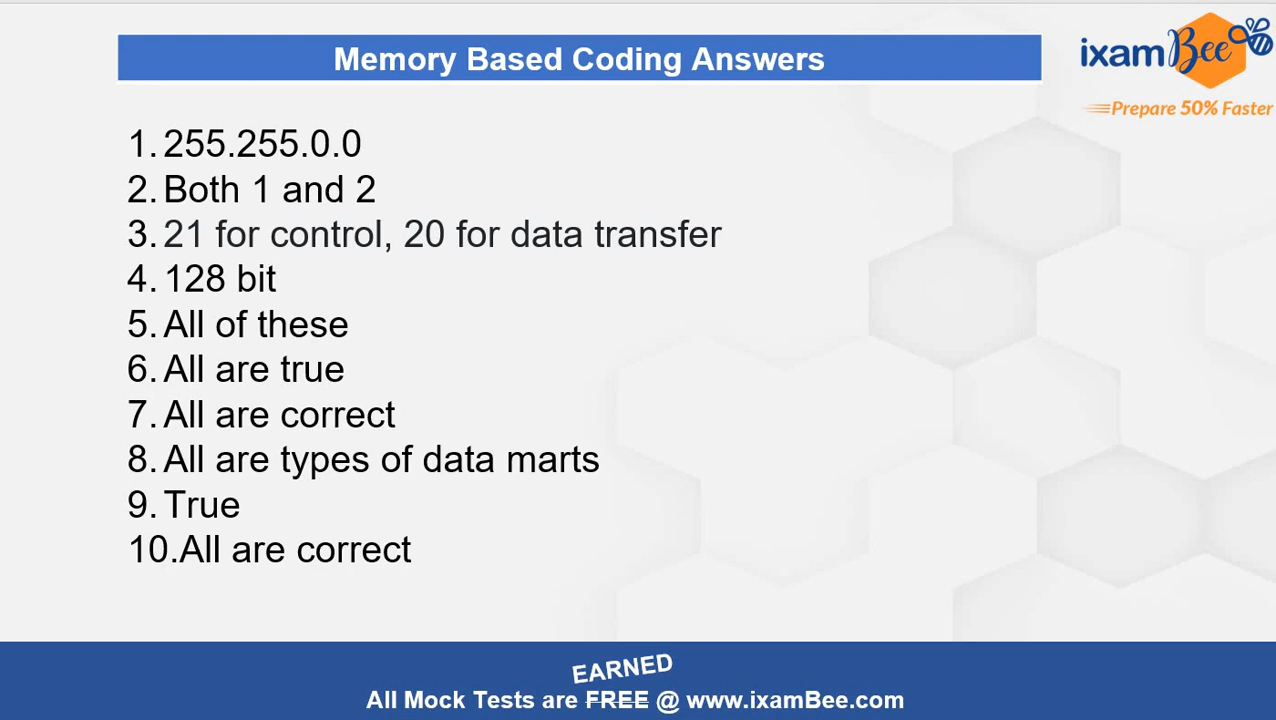 Memory Based Coding Answers
ixamBee
Prepare 50% Faster
1. 255.255.0.0
2. Both 1 and 2
3. 21 for control, 20 for data transfer
4. 128 bit
5. All of these
6. All are true
7. All are correct
8. All are types of data marts
9. True
10.All are correct
EARNED
All Mock Tests are FREE @ www.ixamBee.com